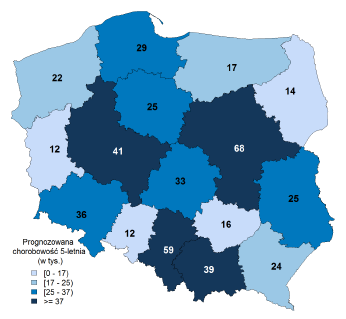 29
22
17
14
25
41
68
12
33
25
36
12
16
59
39
24
Prognozowana
chorobowość 5-letnia
(w tys.)
[0 - 17)
[17 - 25)
[25 - 37)
>= 37